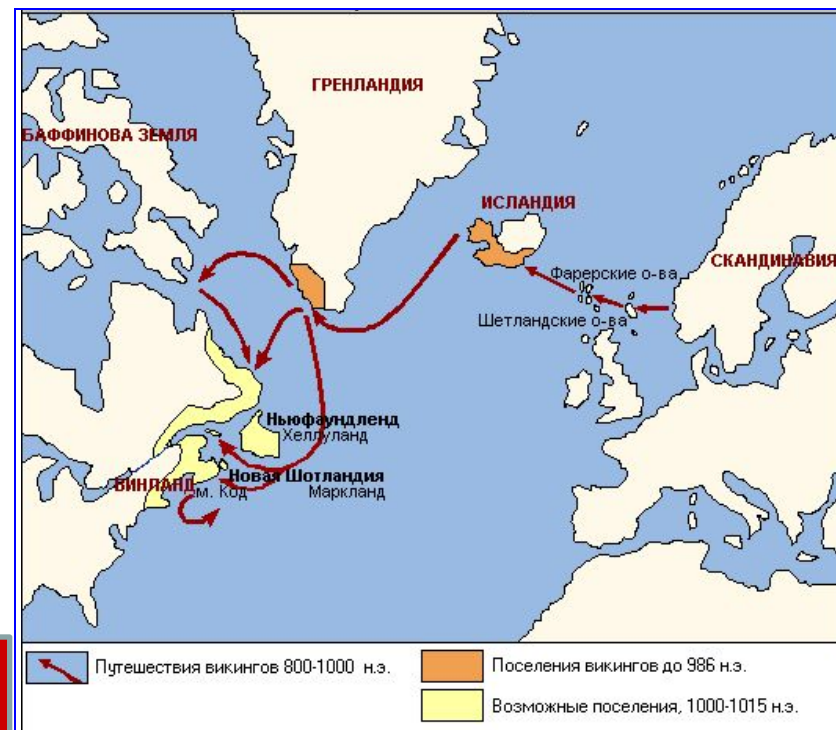 ГРЕНЛАНДИЯ
БАФФИНОВА ЗЕМЛЯ
ИСЛАНДИЯ
СКАНДИНАВИЯ
Фарерские о-ва
Шетландские о-ва
Ньюфаундленд
Хеллуланд
ВИНЛАНД
Новая Шотландия
м. Код
Маркланд
Путешествия викингов 800-1000 н.э.
Поселения викингов до 986 н.э.
Возможные поселения, 1000-1015 н.э.